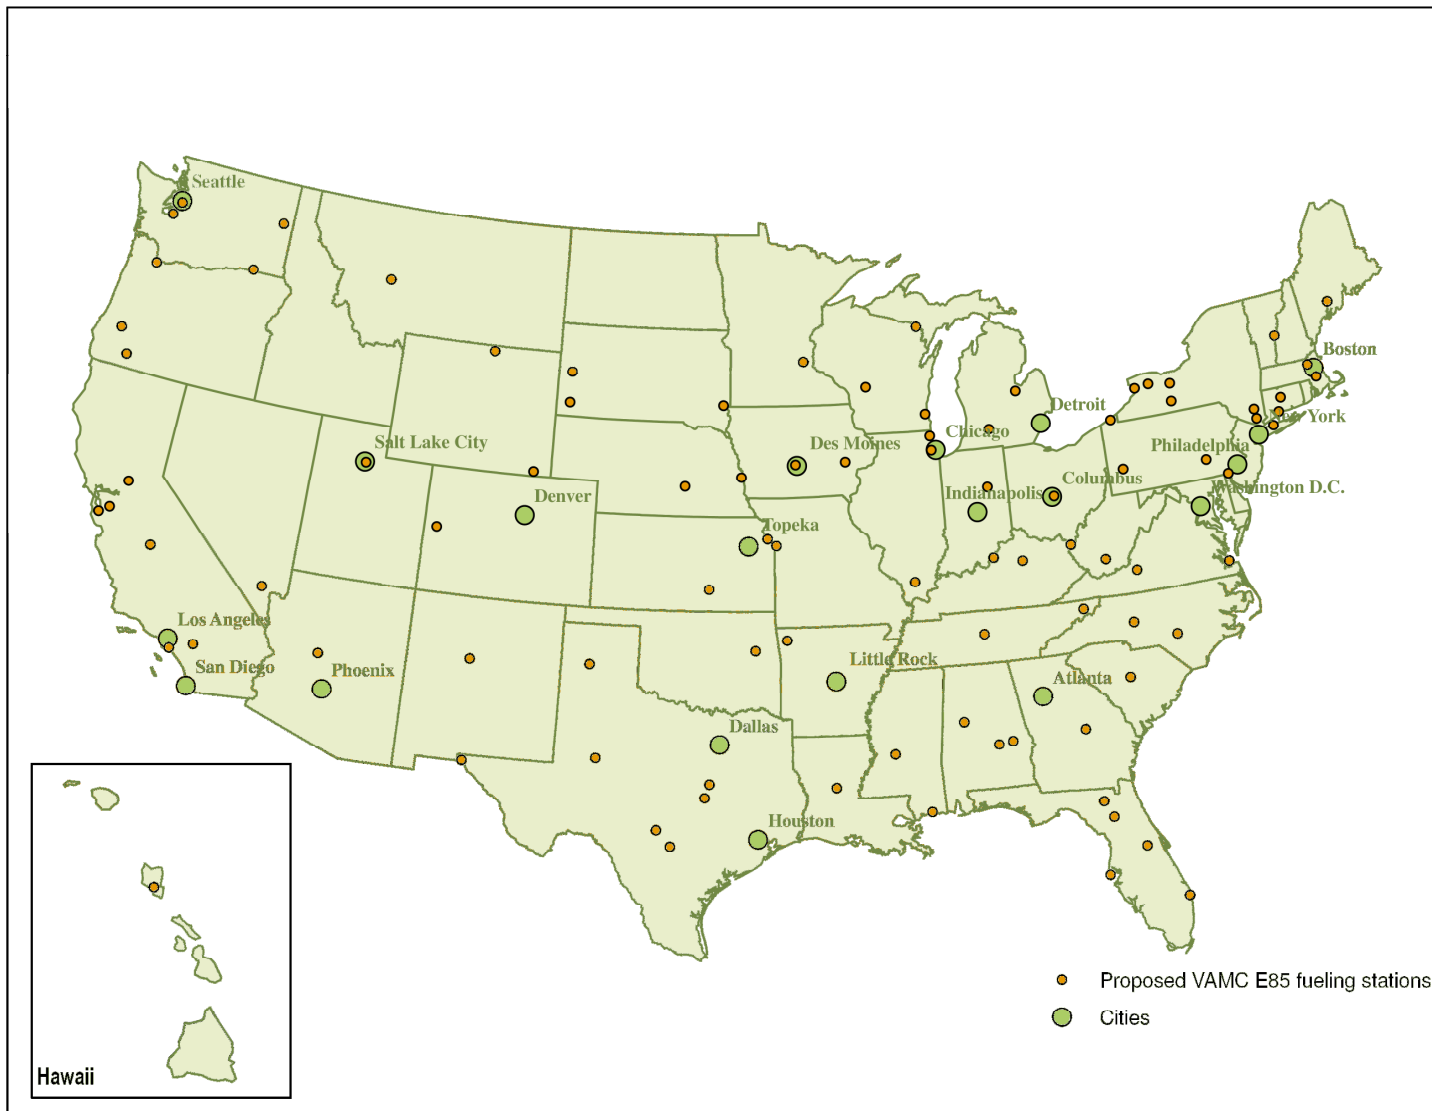 Seattle
Boston
Detroit
New York
Salt Lake City
Des Moines
Chicago
Philadelphia
Columbus
Denver
Indianapolis
Washington D.C.
Topeka
Los Angeles
San Diego
Phoenix
Little Rock
Atlanta
Dallas
Houston
Proposed VAMC E85 fueling stations
Cities
Hawaii